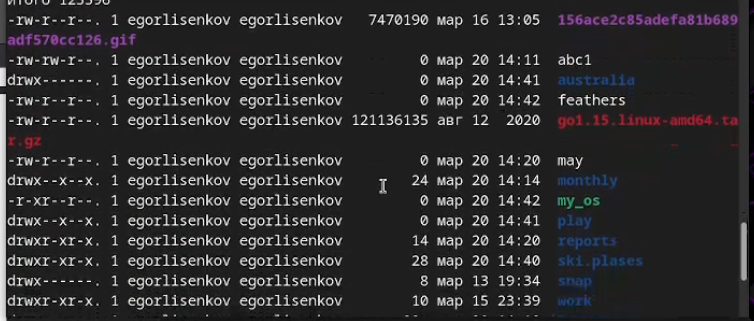 -rw-r--r--. 1 egorlisenkov egorlisenkov   7470190 мар 16 13:05  156ace2c85adefa81b689
adf570cc126.gif
-rw-rw-r--. 1 egorlisenkov egorlisenkov         0 мар 20 14:11  abc1
drwx------. 1 egorlisenkov egorlisenkov         0 мар 20 14:41  australia
-rw-r--r--. 1 egorlisenkov egorlisenkov         0 мар 20 14:42  feathers
-rw-r--r--. 1 egorlisenkov egorlisenkov 121136135 авг 12  2020  go1.15.linux-amd64.ta
r.gz
-rw-r--r--. 1 egorlisenkov egorlisenkov         0 мар 20 14:20  may
drwx--x--x. 1 egorlisenkov egorlisenkov        24 мар 20 14:14  monthly
-r-xr--r--. 1 egorlisenkov egorlisenkov         0 мар 20 14:42  my_os
drwx--x--x. 1 egorlisenkov egorlisenkov         0 мар 20 14:41  play
drwxr-xr-x. 1 egorlisenkov egorlisenkov        14 мар 20 14:20  reports
drwxr-xr-x. 1 egorlisenkov egorlisenkov        28 мар 20 14:40  ski.plases
drwx------. 1 egorlisenkov egorlisenkov         8 мар 13 19:34  snap
drwxr-xr-x. 1 egorlisenkov egorlisenkov        10 мар 15 23:39  work